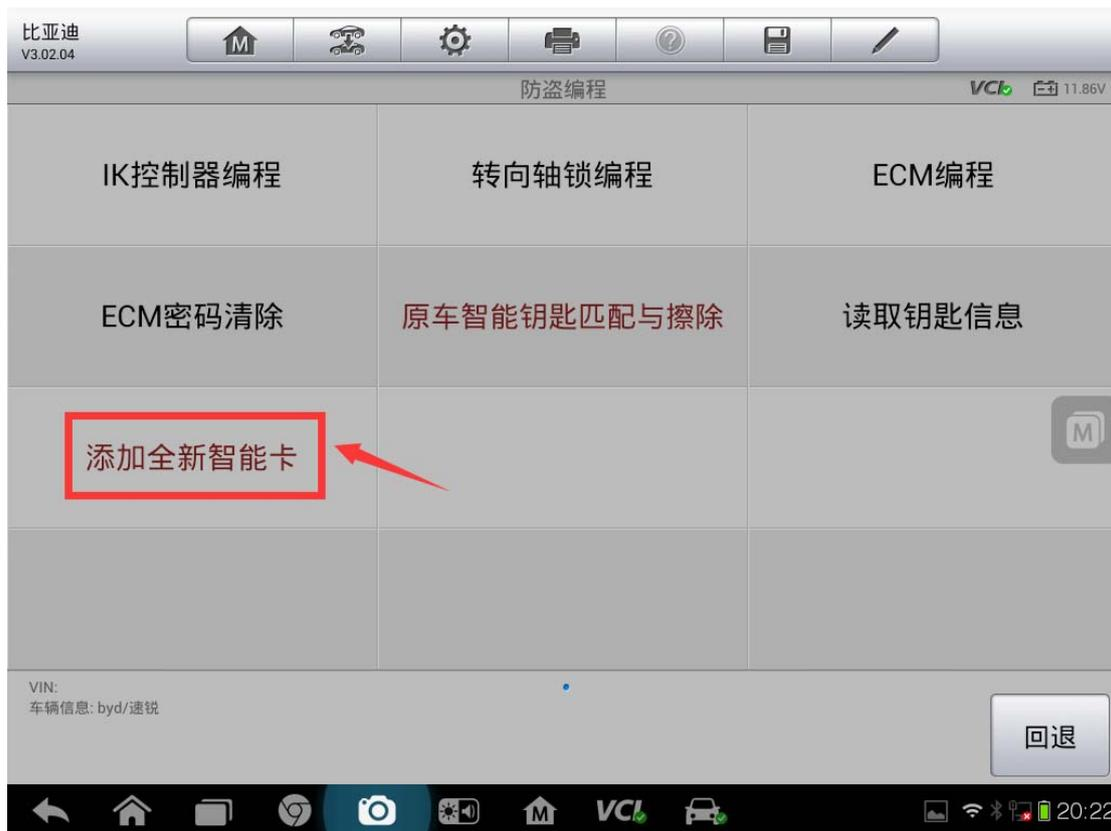 比亚迪
V3.02.04
M
防盗编程
VCI
11.86V
IK控制器编程
转向轴锁编程
ECM编程
ECM密码清除
原车智能钥匙匹配与擦除
读取钥匙信息
添加全新智能卡
M
VIN:
车辆信息: byd/速锐
回退
M
VCI
20:22